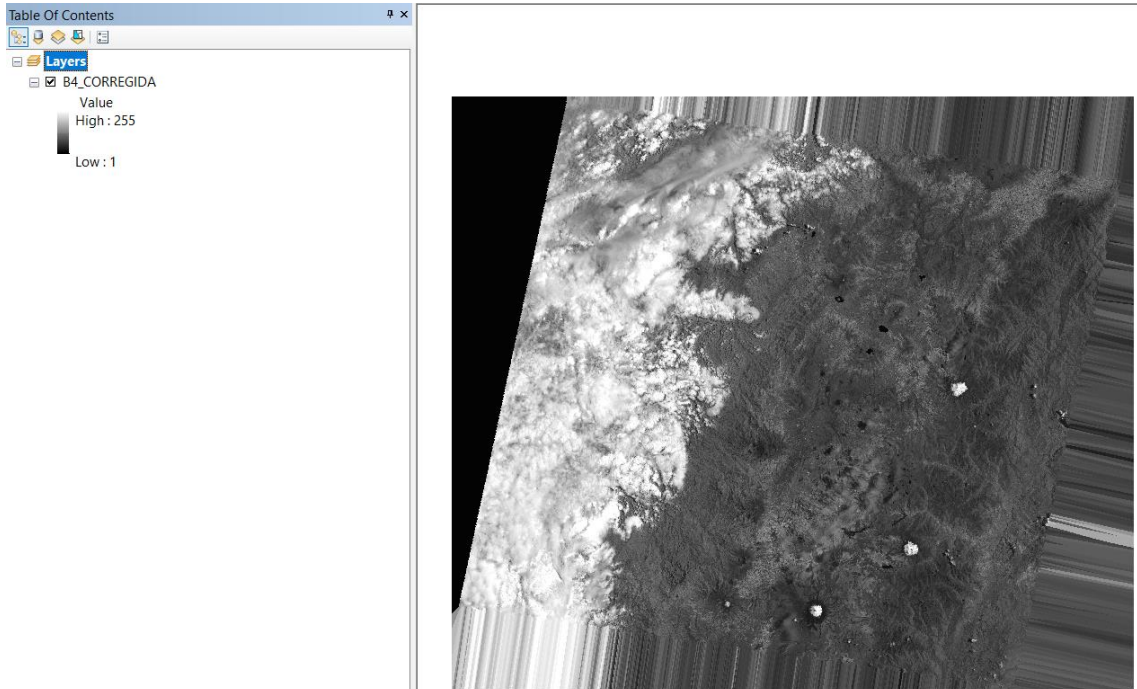 Table Of Contents
Layers
B4_CORREGIDA
Value
High : 255
Low : 1